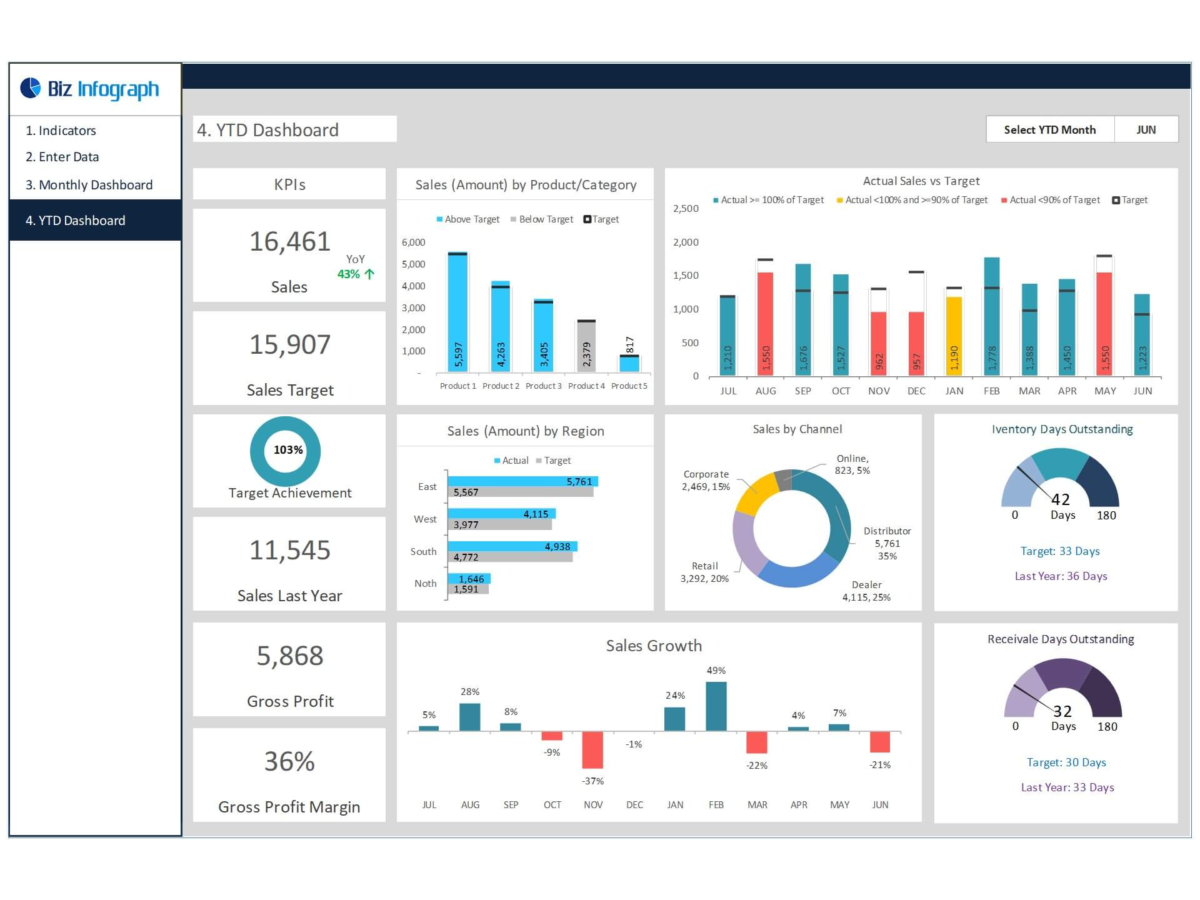 Biz Infograph
1. Indicators
2. Enter Data
3. Monthly Dashboard
4. YTD Dashboard
4. YTD Dashboard
Select YTD Month
JUN
KPIs
16,461
YoY
43% ↑
Sales
15,907
Sales Target
103%
Target Achievement
11,545
Sales Last Year
5,868
Gross Profit
36%
Gross Profit Margin
Sales (Amount) by Product/Category
Above Target Below Target Target
6,000
5,000
4,000
3,000
2,000
1,000
-
5,597
4,263
3,405
2,379
817
Product 1 Product 2 Product 3 Product 4 Product 5
Actual Sales vs Target
Actual >= 100% of Target Actual <100% and >=90% of Target Actual <90% of Target Target
2,500
2,000
1,500
1,000
500
0
1,210
1,550
1,676
1,527
962
957
1,190
1,778
1,388
1,450
1,550
1,223
JUL AUG SEP OCT NOV DEC JAN FEB MAR APR MAY JUN
Sales (Amount) by Region
Actual Target
East
5,761
5,567
West
4,115
3,977
South
4,938
4,772
Noth
1,646
1,591
Sales by Channel
Online,
823, 5%
Corporate
2,469, 15%
Distributor
5,761
35%
Retail
3,292, 20%
Dealer
4,115, 25%
Iventory Days Outstanding
42
0 Days 180
Target: 33 Days
Last Year: 36 Days
Sales Growth
5%
28%
8%
-9%
-37%
-1%
24%
49%
-22%
4%
7%
-21%
JUL AUG SEP OCT NOV DEC JAN FEB MAR APR MAY JUN
Receivale Days Outstanding
32
0 Days 180
Target: 30 Days
Last Year: 33 Days